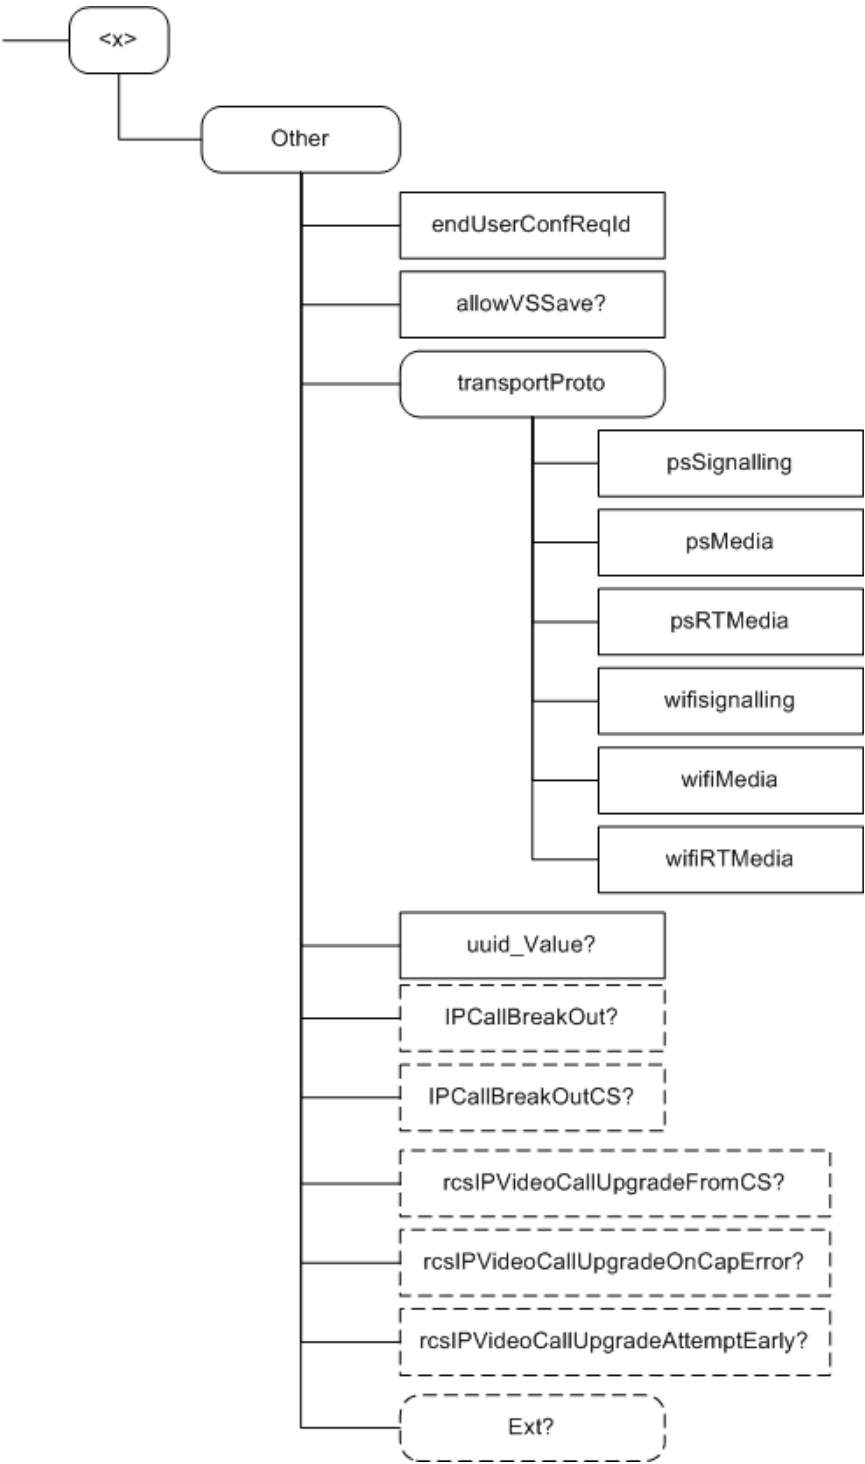 <x>
Other
endUserConfReqId
allowVSSave?
transportProto
psSignalling
psMedia
psRTMedia
wifisignalling
wifiMedia
wifiRTMedia
uuid_Value?
IPCallBreakOut?
IPCallBreakOutCS?
rcsIPVideoCallUpgradeFromCS?
rcsIPVideoCallUpgradeOnCapError?
rcsIPVideoCallUpgradeAttemptEarly?
Ext?